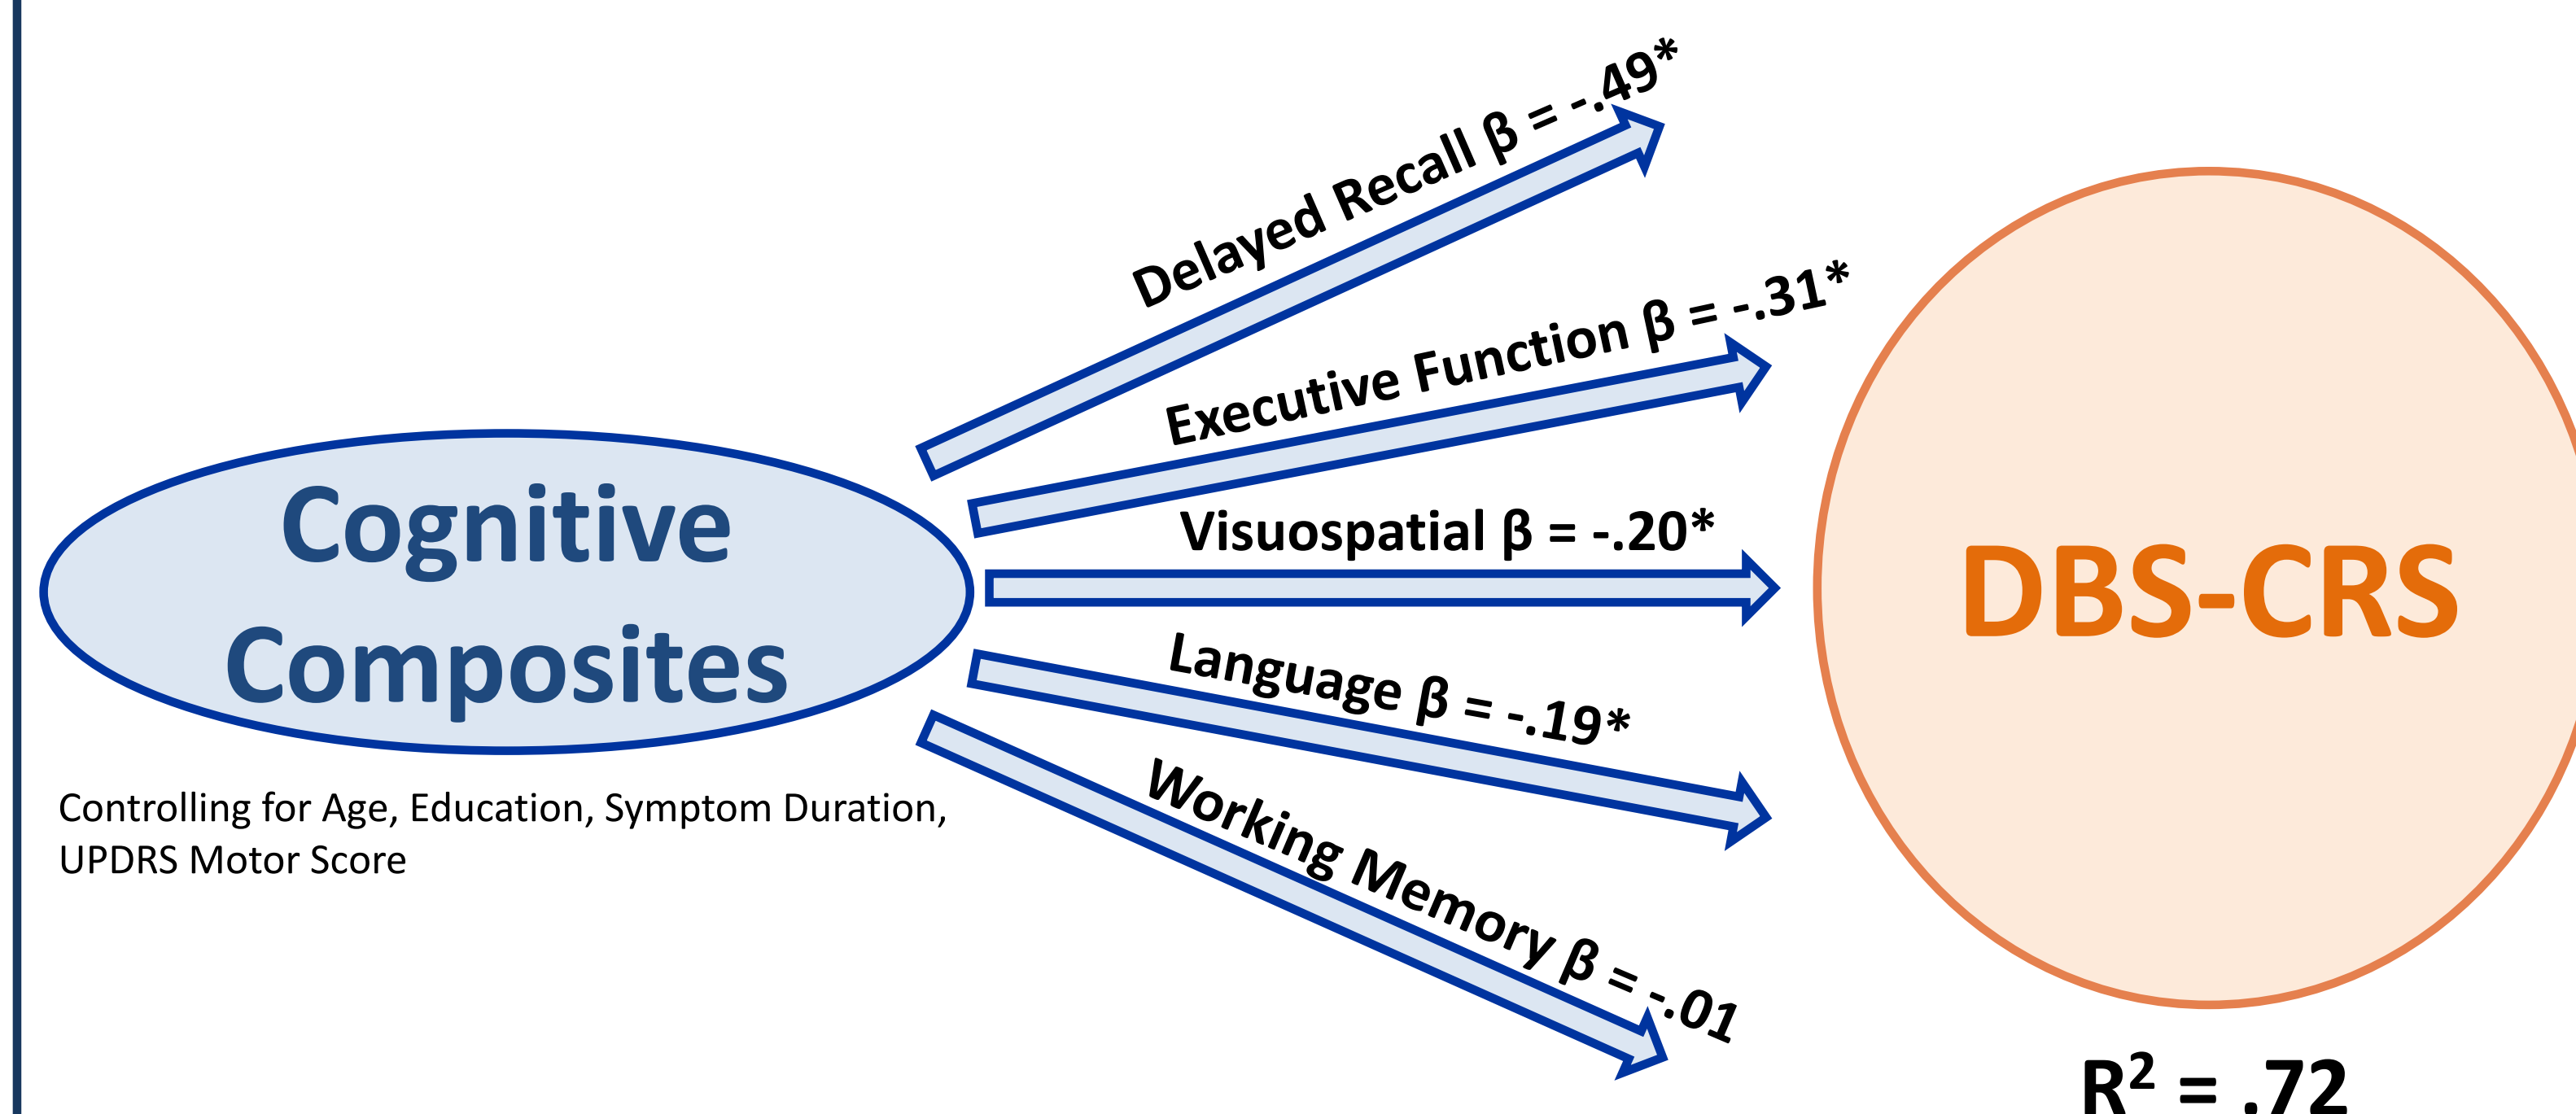 Delayed Recall β = -.49*
Executive Function β = -.31*
Visuospatial β = -.20*
Language β = -.19*
Working Memory β = -.01
Cognitive
Composites
Controlling for Age, Education, Symptom Duration,
UPDRS Motor Score
DBS-CRS
R² = .72